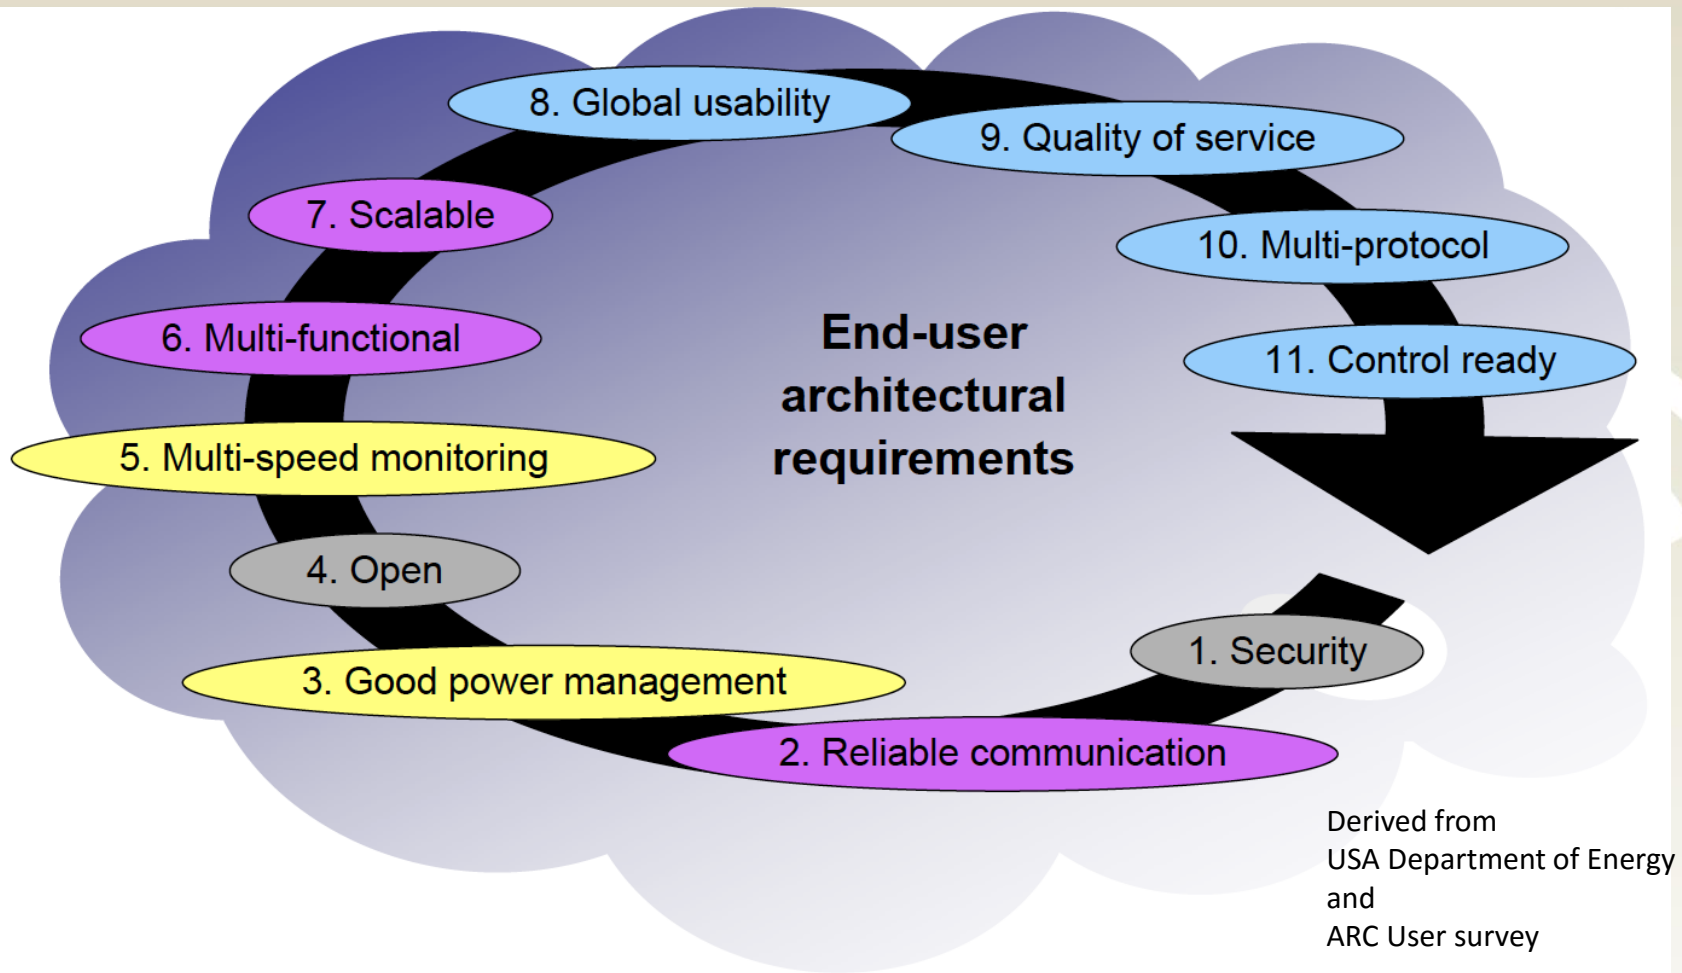 8. Global usability
9. Quality of service
7. Scalable
10. Multi-protocol
6. Multi-functional
End-user
architectural
requirements
11. Control ready
5. Multi-speed monitoring
4. Open
1. Security
3. Good power management
2. Reliable communication
Derived from
USA Department of Energy
and
ARC User survey